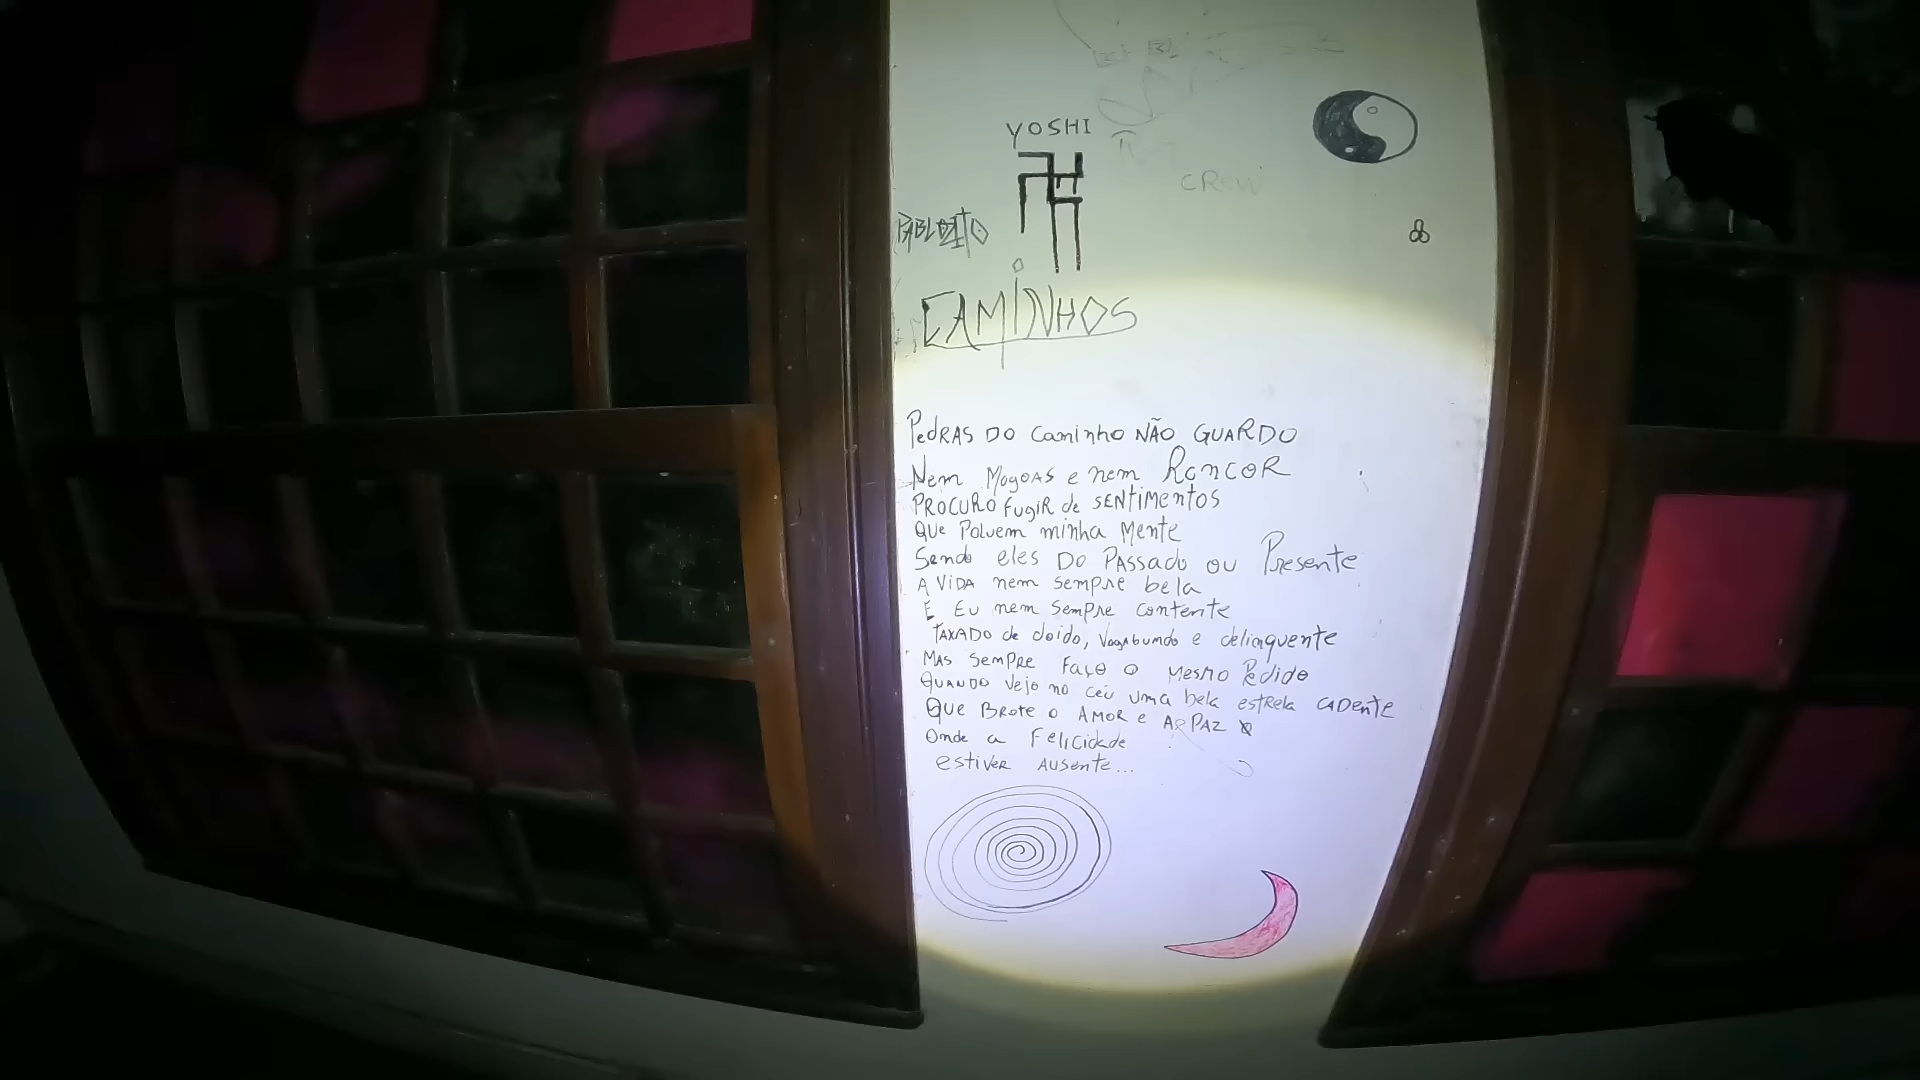 YOSHI
CREW
PABLOITO
CAMINHOS
PedRAS DO Caminho NÃO GUARDO
Nem MagoAS e nem RancoR
PROCURO fugiR de SENtiMentos
Que Poluem minha Mente
Sendo eles Do PASSAdo ou Presente
A ViDA nem sempre bela
E Eu nem sempre contente
TAXADO de doido, VagAbundo e delinquente
MAS SemPRE FaÇo o MesMO Pedido
QUANDO Vejo no Céu uma bela estrela CADente
Que BRote o AMOR e A PAZ
Onde a Felicidade
estiveR AUSente...